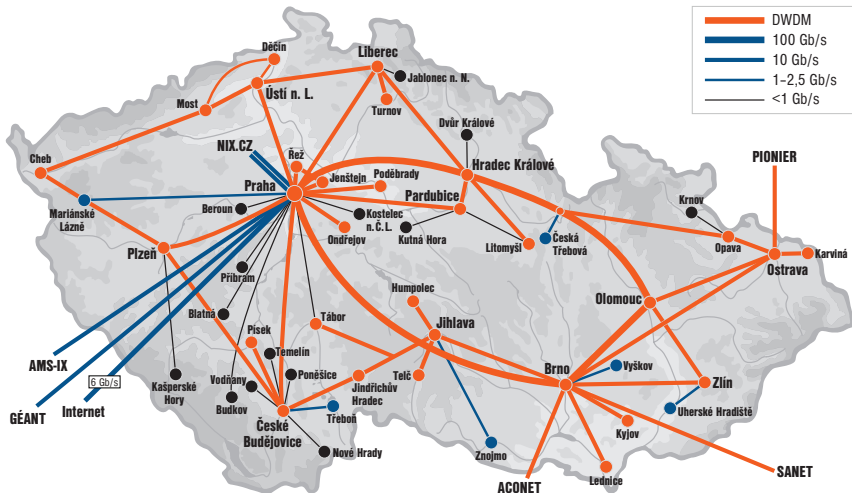 DWDM
100 Gb/s
10 Gb/s
1–2,5 Gb/s
<1 Gb/s
Děčín
Liberec
Jablonec n. N.
Ústí n. L.
Most
Turnov
Dvůr Králové
NIX.CZ
Řež
Cheb
Jenštejn
Poděbrady
Hradec Králové
PIONIER
Praha
Pardubice
Krnov
Mariánské
Lázně
Beroun
Kostelec
n.Č.L.
Kutná Hora
Ondřejov
Litomyšl
Česká
Třebová
Opava
Karviná
Ostrava
Plzeň
Příbram
Humpolec
Olomouc
Blatná
Tábor
Jihlava
Písek
Temelín
AMS-IX
6 Gb/s
Kašperské
Hory
Vodňany
Poněšice
Telč
Brno
Vyškov
Zlín
GÉANT
Internet
Budkov
Jindřichův
Hradec
České
Budějovice
Třeboň
Uherské Hradiště
Kyjov
Nové Hrady
Znojmo
Lednice
SANET
ACONET